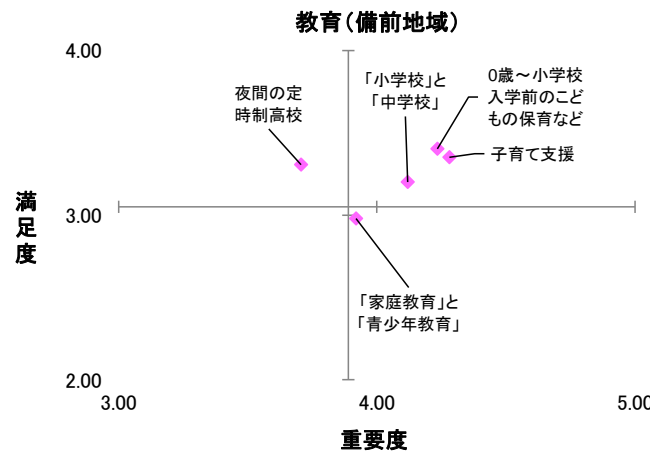 教育（備前地域）
4.00
3.00
2.00
満足度
夜間の定
時制高校
「小学校」と
「中学校」
0歳～小学校
入学前のこど
もの保育など
子育て支援
「家庭教育」と
「青少年教育」
3.00
4.00
5.00
重要度